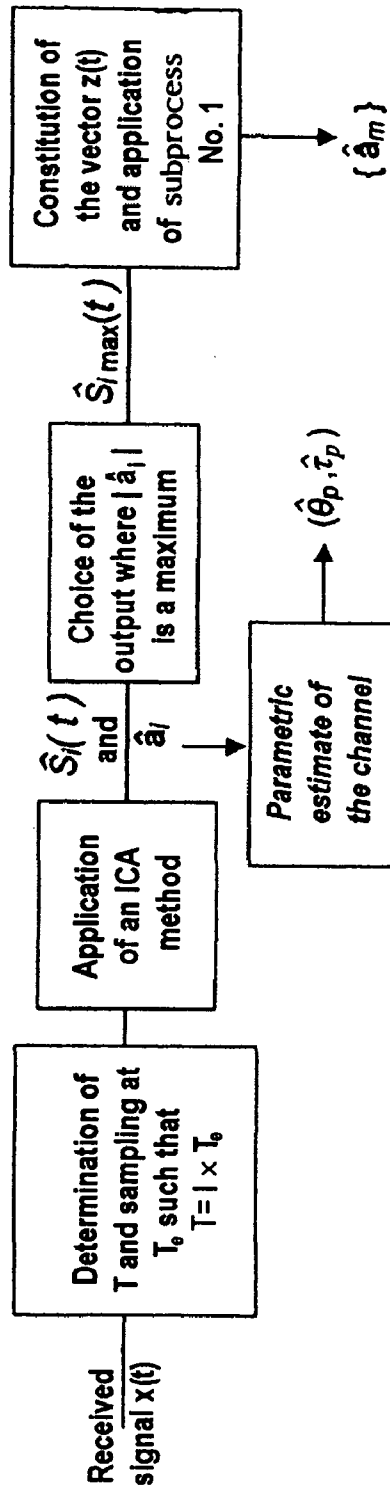 Received
signal x(t)
Determination of
T and sampling at
Tₑ such that
T = I × Tₑ
Application
of an ICA
method
Ŝᵢ(t)
and
âᵢ
Choice of the
output where | âᵢ |
is a maximum
Ŝᵢ max(t)
Constitution of
the vector z(t)
and application
of subprocess
No. 1
{ âₘ }
Parametric
estimate of
the channel
(θ̂ₚ, τ̂ₚ)